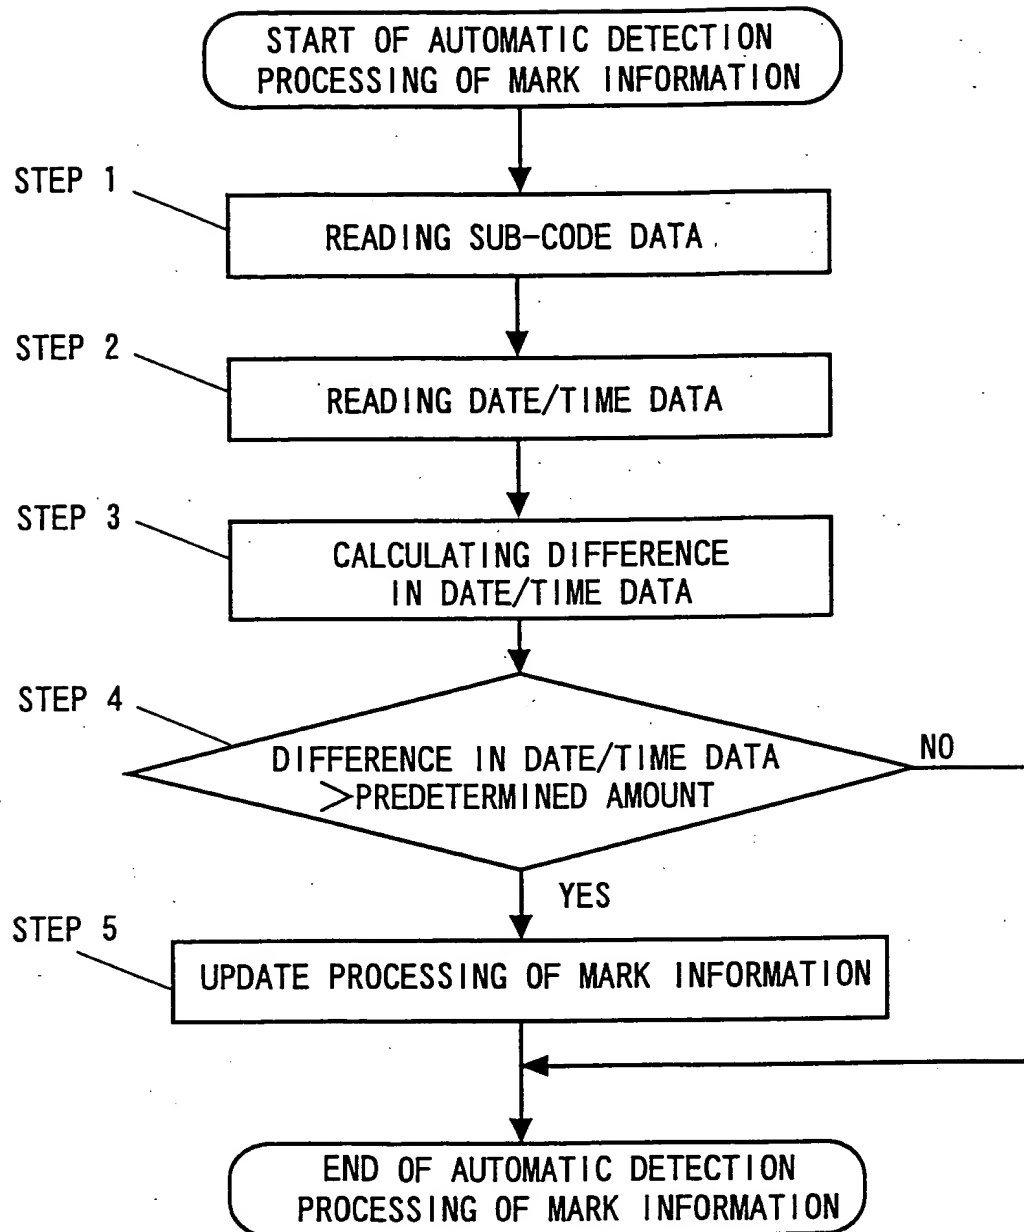 START OF AUTOMATIC DETECTION
PROCESSING OF MARK INFORMATION
STEP 1
READING SUB-CODE DATA
STEP 2
READING DATE/TIME DATA
STEP 3
CALCULATING DIFFERENCE
IN DATE/TIME DATA
STEP 4
DIFFERENCE IN DATE/TIME DATA
>PREDETERMINED AMOUNT
NO
YES
STEP 5
UPDATE PROCESSING OF MARK INFORMATION
END OF AUTOMATIC DETECTION
PROCESSING OF MARK INFORMATION